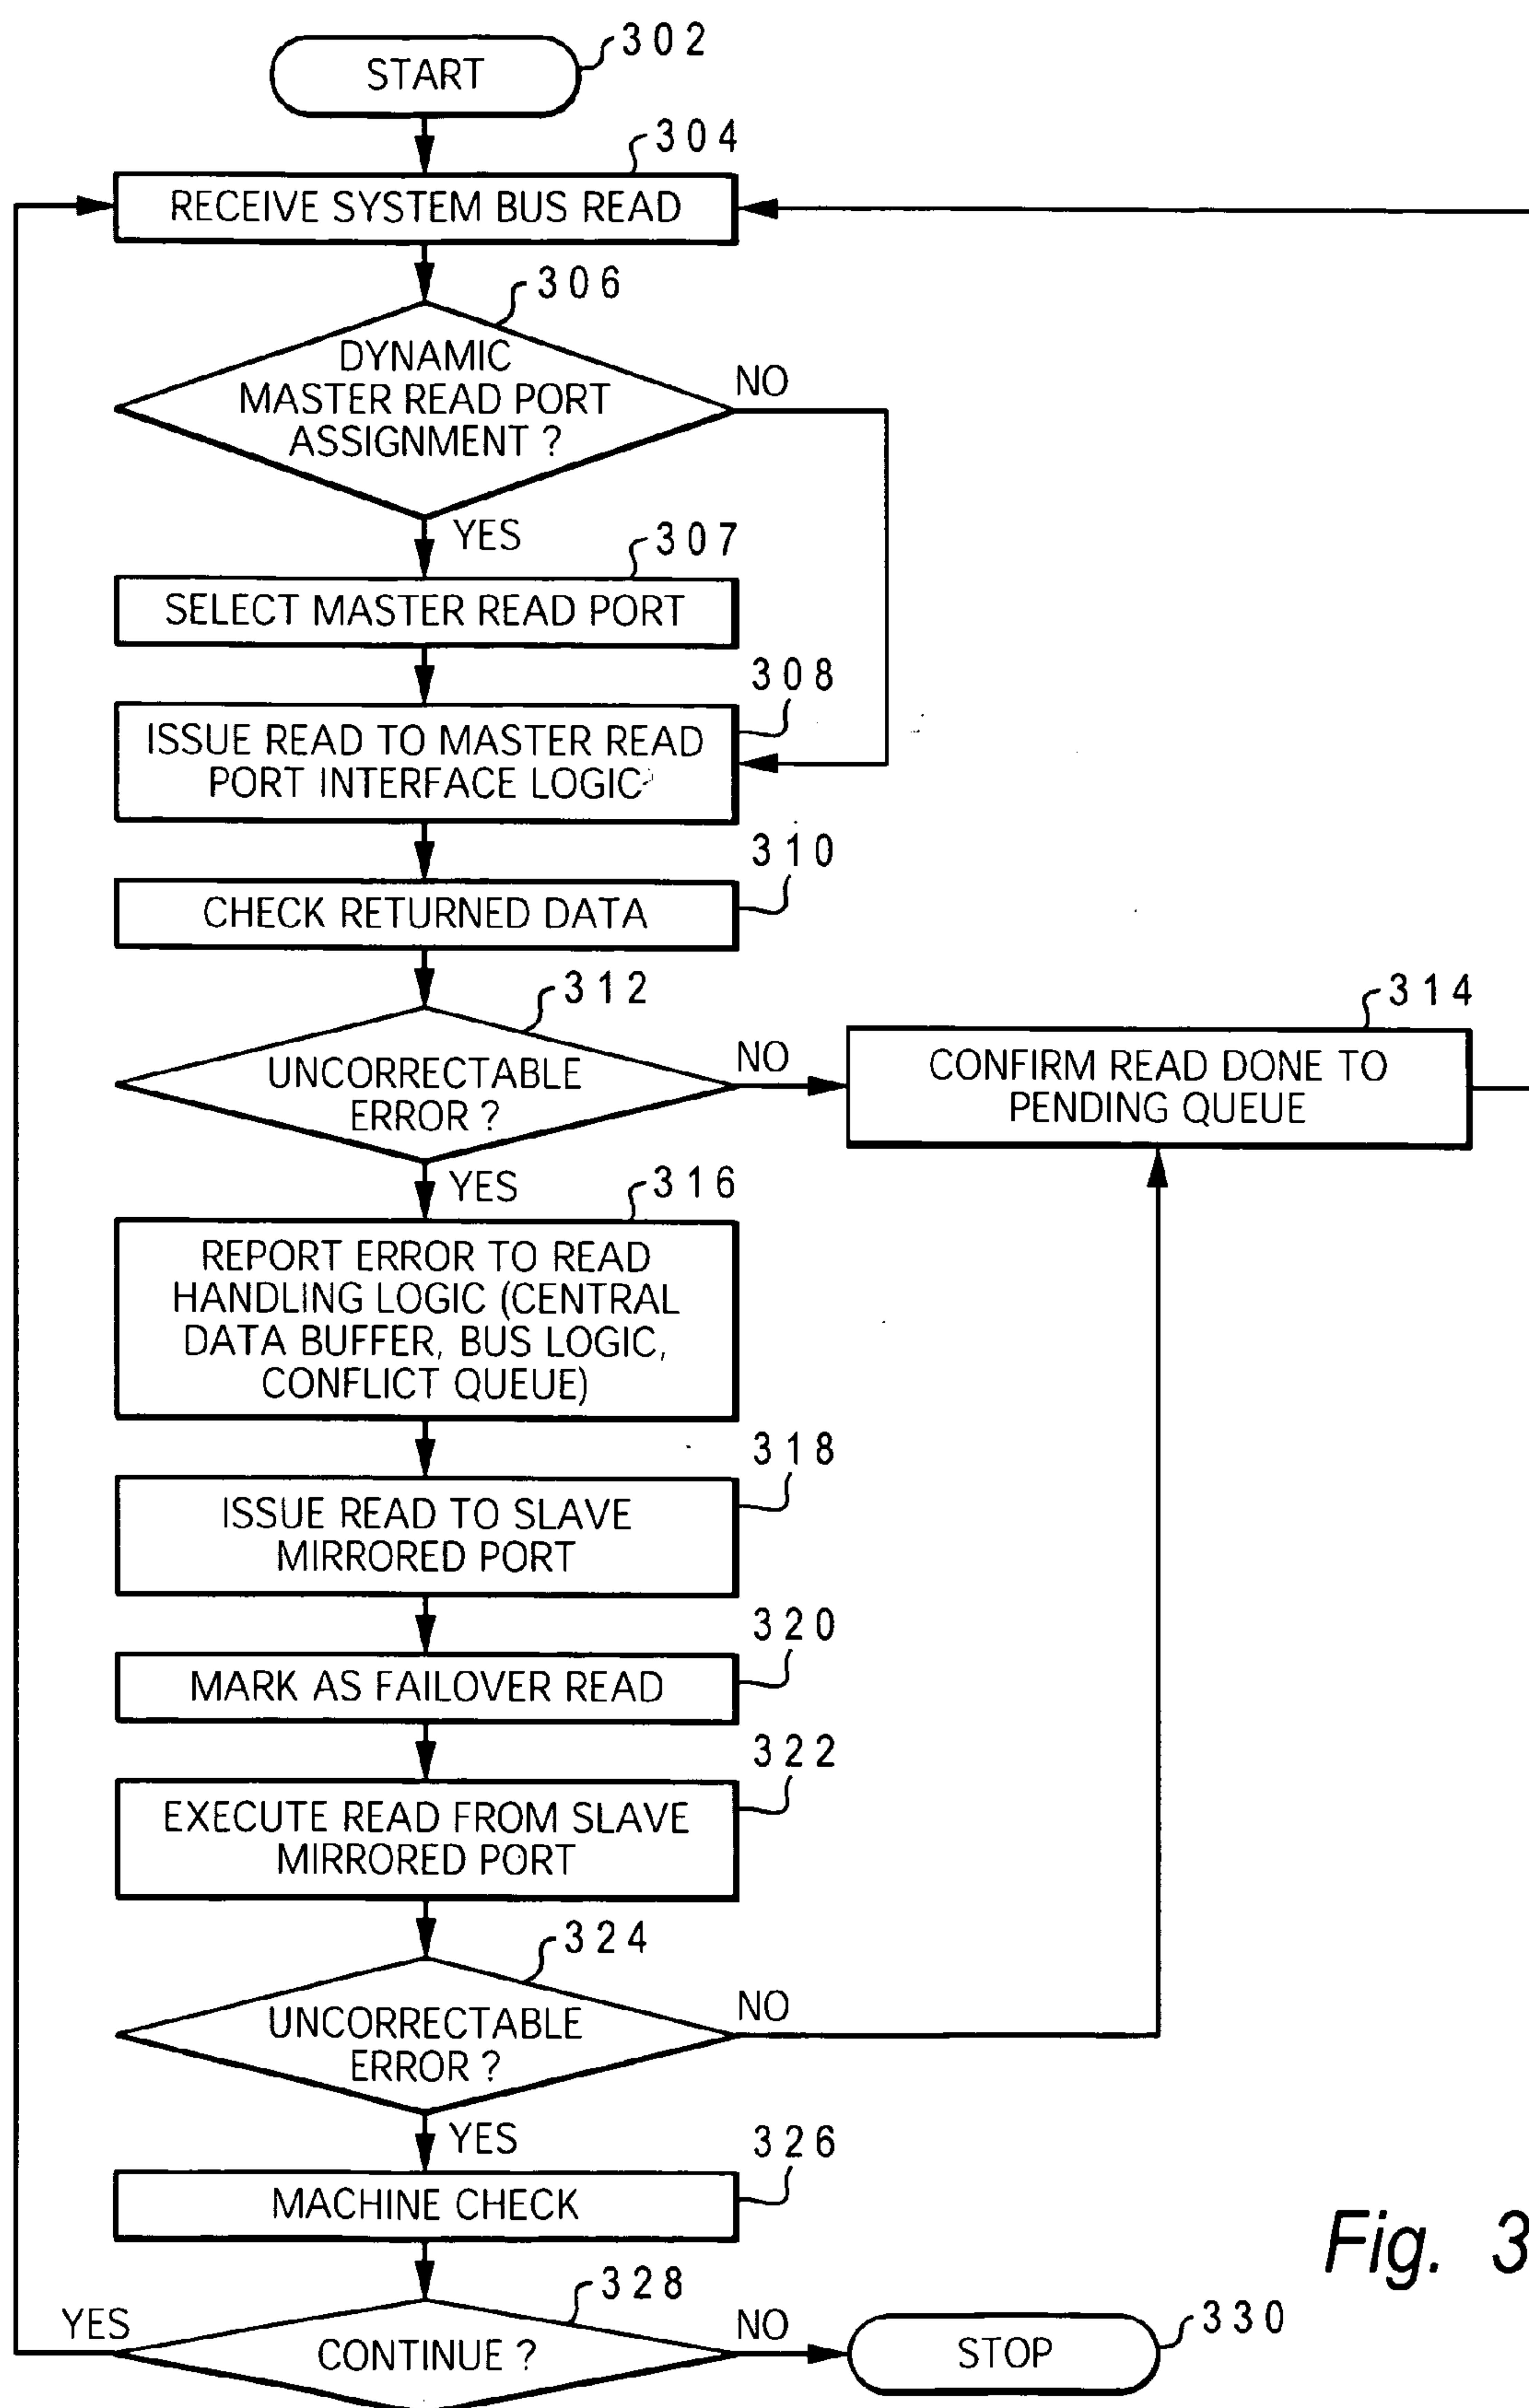 302
START
304
RECEIVE SYSTEM BUS READ
306
DYNAMIC
MASTER READ PORT
ASSIGNMENT ?
NO
YES
307
SELECT MASTER READ PORT
308
ISSUE READ TO MASTER READ
PORT INTERFACE LOGIC
310
CHECK RETURNED DATA
312
UNCORRECTABLE
ERROR ?
NO
314
CONFIRM READ DONE TO
PENDING QUEUE
YES
316
REPORT ERROR TO READ
HANDLING LOGIC (CENTRAL
DATA BUFFER, BUS LOGIC,
CONFLICT QUEUE)
318
ISSUE READ TO SLAVE
MIRRORED PORT
320
MARK AS FAILOVER READ
322
EXECUTE READ FROM SLAVE
MIRRORED PORT
324
UNCORRECTABLE
ERROR ?
NO
YES
326
MACHINE CHECK
328
YES
CONTINUE ?
NO
330
STOP
Fig. 3